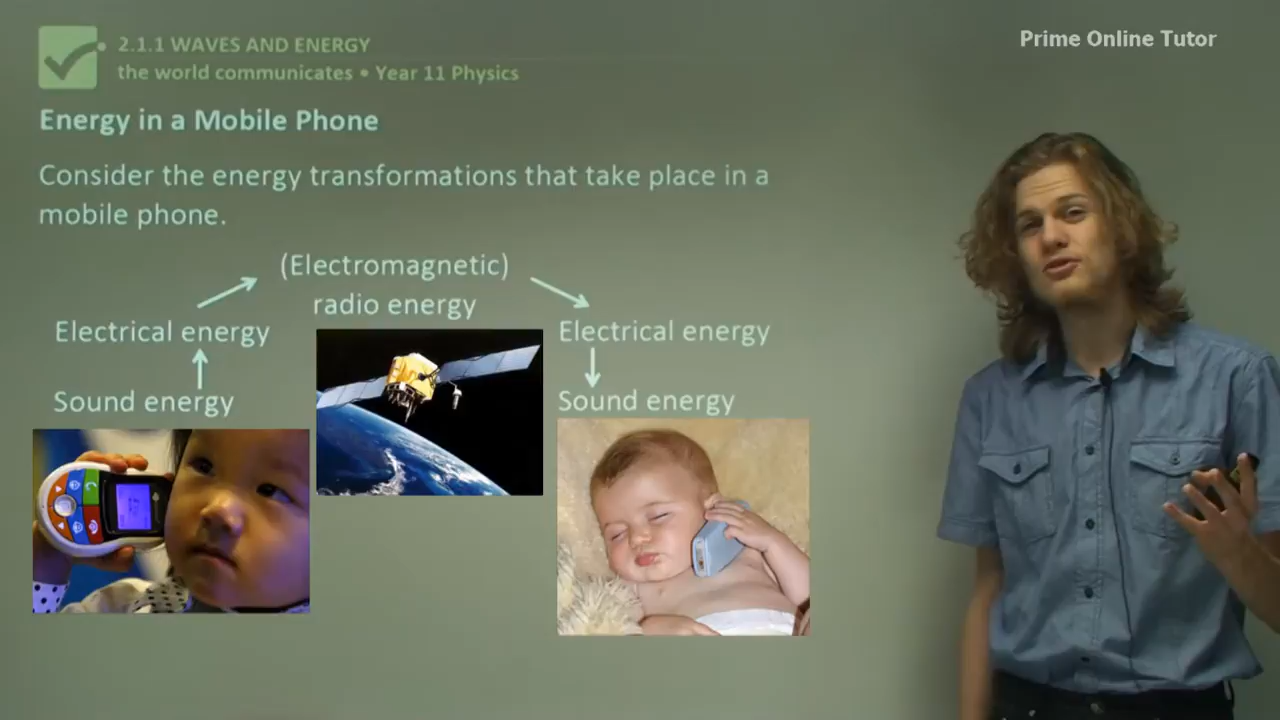 2.1.1 WAVES AND ENERGY
the world communicates • Year 11 Physics
Prime Online Tutor
Energy in a Mobile Phone
Consider the energy transformations that take place in a
mobile phone.
(Electromagnetic)
radio energy
Electrical energy
Sound energy
Electrical energy
Sound energy